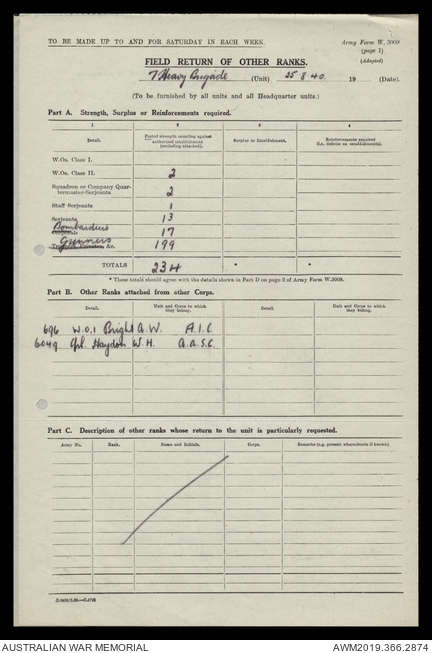 TO BE MADE UP TO AND FOR SATURDAY IN EACH WEEK.
Army Form W. 3009
(page 1)
(Adapted)
FIELD RETURN OF OTHER RANKS.
7 Heavy Brigade (Unit) 25 8 40. 19 (Date).
(To be furnished by all units and all Headquarter units.)
Part A. Strength, Surplus or Reinforcements required.
1 2 3 4
Detail. Posted strength counting against authorized establishment (excluding attached). Surplus to Establishment. Reinforcements required (i.e. deficits on establishments).
W.Os. Class I.
W.Os. Class II. 2
Squadron or Company Quar-
termaster-Serjeants 2
Staff Serjeants 1
Serjeants 13
Bombardiers 17
Gunners &c. 199
TOTALS 234 * *
* These totals should agree with the details shown in Part D on page 2 of Army Form W.3009.
Part B. Other Ranks attached from other Corps.
Detail. Unit and Corps to which they belong. Detail. Unit and Corps to which they belong.
696 W.O.1 Bright A.W. A.I.C.
6049 Cpl. Haydon W.H. A.A.S.C.
Part C. Description of other ranks whose return to the unit is particularly requested.
Army No. Rank. Name and Initials. Corps. Remarks (e.g., present whereabouts if known).
AUSTRALIAN WAR MEMORIAL
AWM2019.366.2874